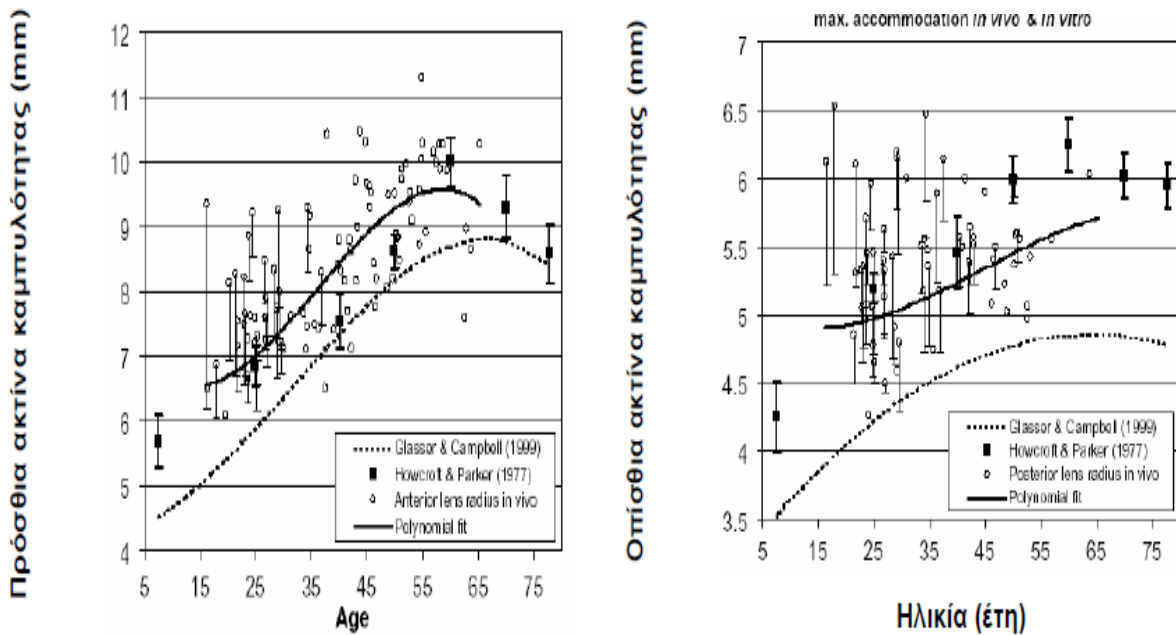 Πρόσθια ακτίνα καμπυλότητας (mm)
12
11
10
9
8
7
6
5
4
5
15
25
35
45
55
65
75
Age
Glasser & Campbell (1999)
Howcroft & Parker (1977)
Anterior lens radius in vivo
Polynomial fit
max. accommodation in vivo & in vitro
Οπίσθια ακτίνα καμπυλότητας (mm)
7
6.5
6
5.5
5
4.5
4
3.5
5
15
25
35
45
55
65
75
Ηλικία (έτη)
Glasser & Campbell (1999)
Howcroft & Parker (1977)
Posterior lens radius in vivo
Polynomial fit